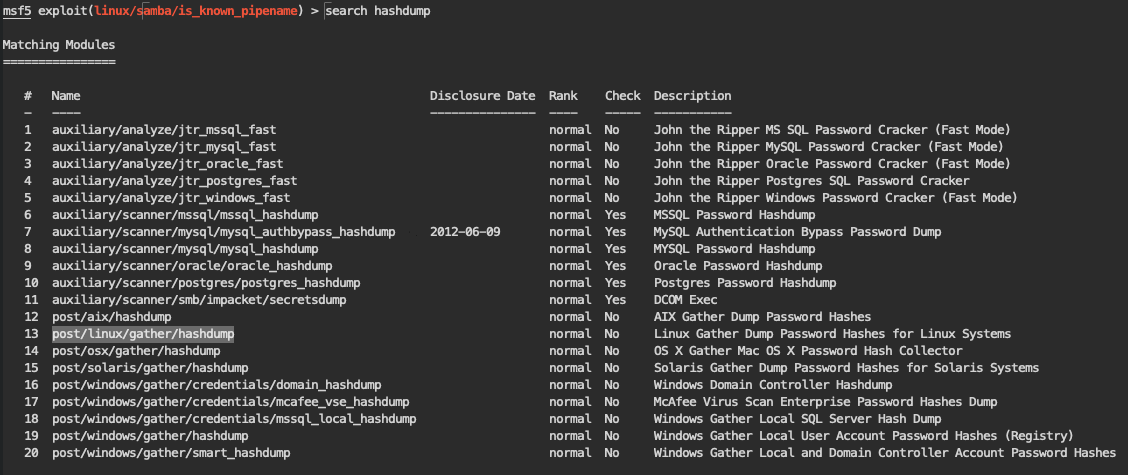 msf5 exploit(linux/samba/is_known_pipename) > search hashdump
Matching Modules
================
# Name Disclosure Date Rank Check Description
- ---- --------------- ---- ----- -----------
1 auxiliary/analyze/jtr_mssql_fast normal No John the Ripper MS SQL Password Cracker (Fast Mode)
2 auxiliary/analyze/jtr_mysql_fast normal No John the Ripper MySQL Password Cracker (Fast Mode)
3 auxiliary/analyze/jtr_oracle_fast normal No John the Ripper Oracle Password Cracker (Fast Mode)
4 auxiliary/analyze/jtr_postgres_fast normal No John the Ripper Postgres SQL Password Cracker
5 auxiliary/analyze/jtr_windows_fast normal No John the Ripper Windows Password Cracker (Fast Mode)
6 auxiliary/scanner/mssql/mssql_hashdump normal Yes MSSQL Password Hashdump
7 auxiliary/scanner/mysql/mysql_authbypass_hashdump 2012-06-09 normal Yes MySQL Authentication Bypass Password Dump
8 auxiliary/scanner/mysql/mysql_hashdump normal Yes MYSQL Password Hashdump
9 auxiliary/scanner/oracle/oracle_hashdump normal Yes Oracle Password Hashdump
10 auxiliary/scanner/postgres/postgres_hashdump normal Yes Postgres Password Hashdump
11 auxiliary/scanner/smb/impacket/secretsdump normal Yes DCOM Exec
12 post/aix/hashdump normal No AIX Gather Dump Password Hashes
13 post/linux/gather/hashdump normal No Linux Gather Dump Password Hashes for Linux Systems
14 post/osx/gather/hashdump normal No OS X Gather Mac OS X Password Hash Collector
15 post/solaris/gather/hashdump normal No Solaris Gather Dump Password Hashes for Solaris Systems
16 post/windows/gather/credentials/domain_hashdump normal No Windows Domain Controller Hashdump
17 post/windows/gather/credentials/mcafee_vse_hashdump normal No McAfee Virus Scan Enterprise Password Hashes Dump
18 post/windows/gather/credentials/mssql_local_hashdump normal No Windows Gather Local SQL Server Hash Dump
19 post/windows/gather/hashdump normal No Windows Gather Local User Account Password Hashes (Registry)
20 post/windows/gather/smart_hashdump normal No Windows Gather Local and Domain Controller Account Password Hashes